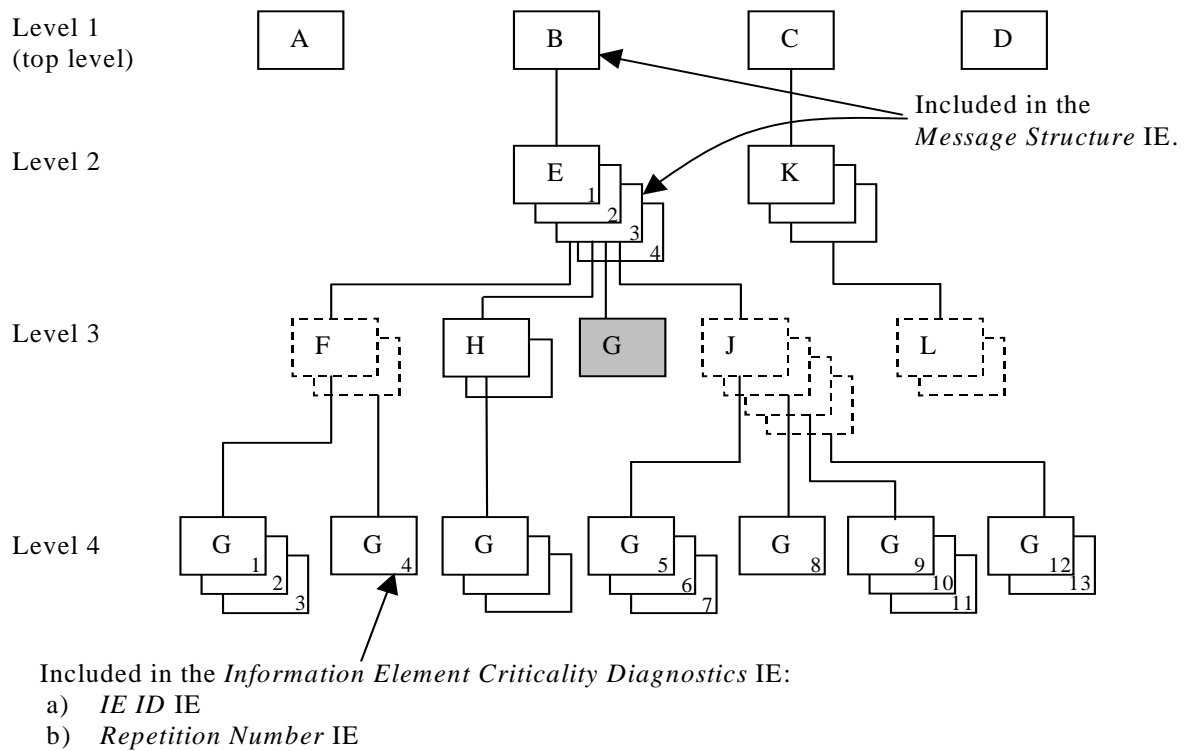 Level 1
(top level)
A
B
C
D
Included in the
Message Structure IE.
Level 2
E
1
2
3
4
K
Level 3
F
H
G
J
L
Level 4
G
1
2
3
G
4
G
G
5
6
7
G
8
G
9
10
11
G
12
13
Included in the Information Element Criticality Diagnostics IE:
a) IE ID IE
b) Repetition Number IE